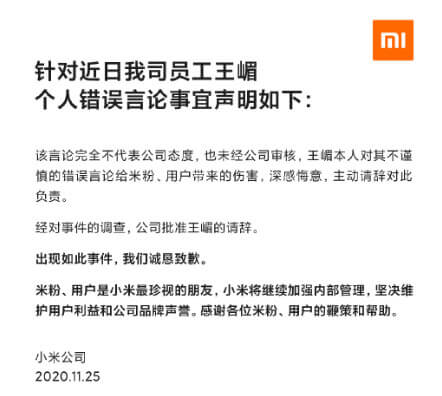 mi
针对近日我司员工王嵋
个人错误言论事宜声明如下：
该言论完全不代表公司态度，也未经公司审核，王嵋本人对其不谨
慎的错误言论给米粉、用户带来的伤害，深感悔意，主动请辞对此
负责。
经对事件的调查，公司批准王嵋的请辞。
出现如此事件，我们诚恳致歉。
米粉、用户是小米最珍视的朋友，小米将继续加强内部管理，坚决维
护用户利益和公司品牌声誉。感谢各位米粉、用户的鞭策和帮助。
小米公司
2020.11.25